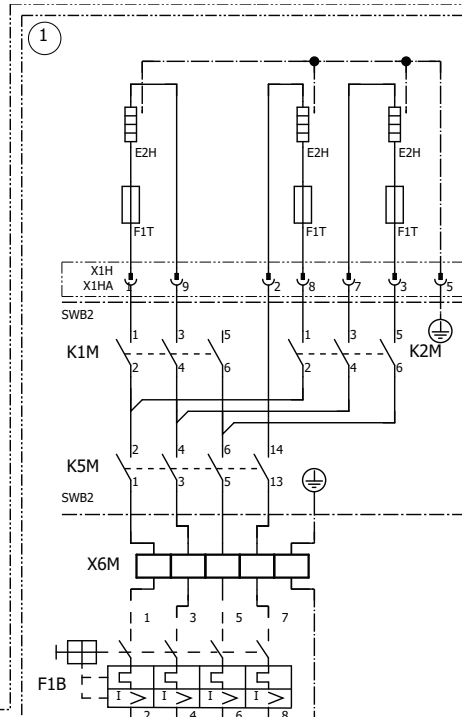 1
E2H E2H E2H
F1T F1T F1T
X1H
X1HA 1 9 2 8 7 3 5
SWB2
1 3 5 1 3 5
K1M K2M
2 4 6 2 4 6
2 4 6 14
K5M
1 3 5 13
SWB2
X6M
1 3 5 7
F1B
I > I > I > I >
2 4 6 8